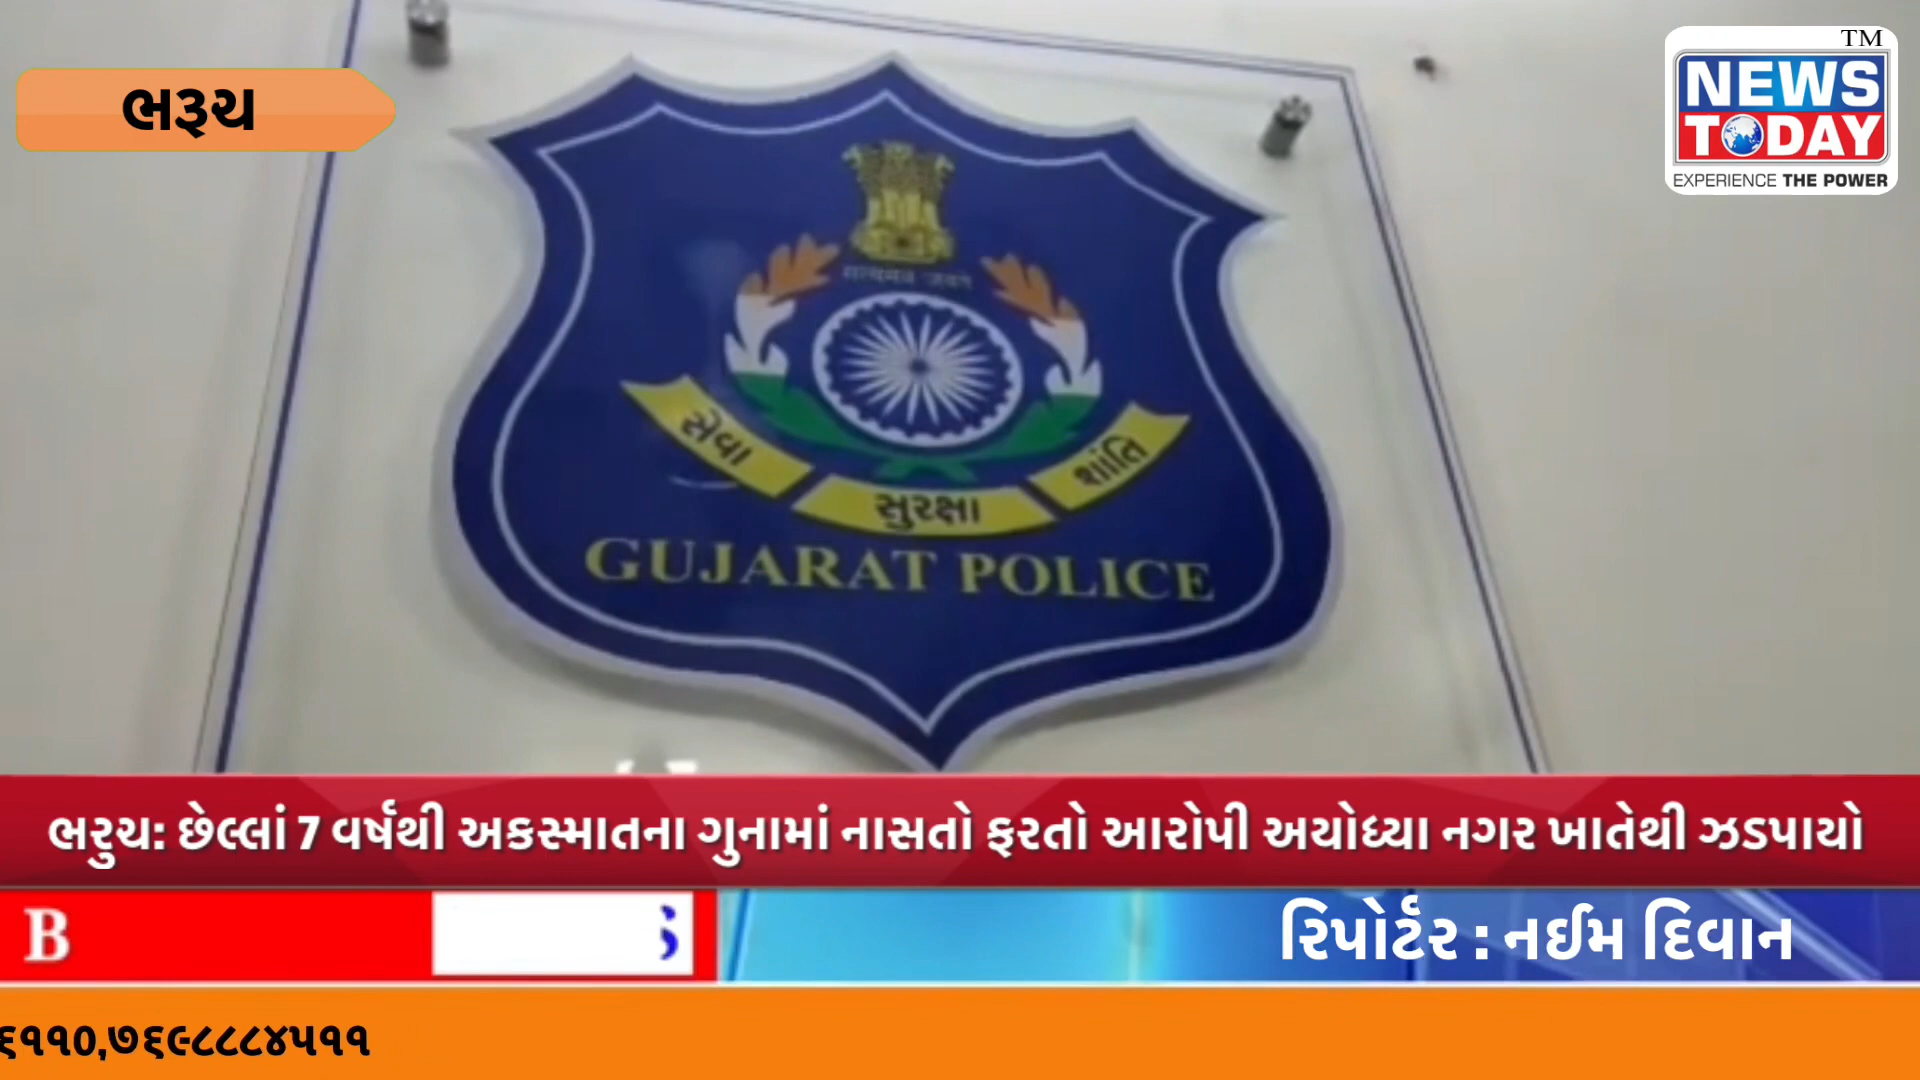 ભરૂચ
TM
NEWS
TODAY
EXPERIENCE THE POWER
સેવા
સુરક્ષા
શાંતિ
GUJARAT POLICE
ભરુચ: છેલ્લાં 7 વર્ષથી અકસ્માતના ગુનામાં નાસતો ફરતો આરોપી અયોધ્યા નગર ખાતેથી ઝડપાયો
B
રિપોર્ટર : નઈમ દિવાન
૬૧૧0,૭૬૯૮૮૮૪૫૧૧